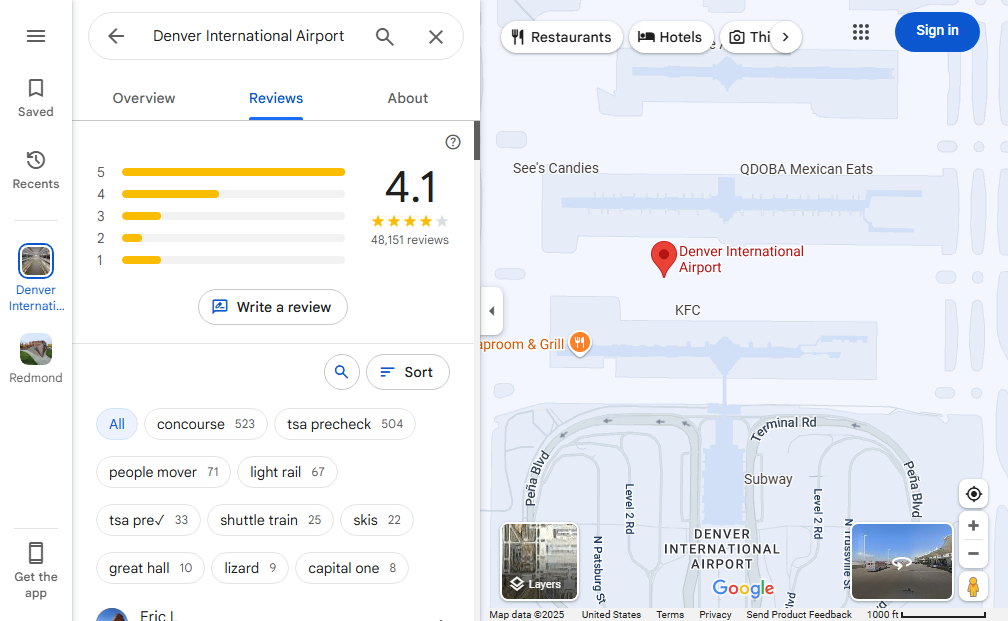 Denver International Airport
Saved
Recents
Denver
Internati...
Redmond
Get the
app
Overview
Reviews
About
5
4
3
2
1
4.1
48,151 reviews
Write a review
Sort
All
concourse 523
tsa precheck 504
people mover 71
light rail 67
tsa pre✓ 33
shuttle train 25
skis 22
great hall 10
lizard 9
capital one 8
Eric L
Restaurants
Hotels
Thi
Sign in
See's Candies
QDOBA Mexican Eats
Denver International
Airport
KFC
aproom & Grill
Terminal Rd
Peña Blvd
Peña Blvd
Level 2 Rd
Level 2 Rd
Subway
N Patsburg St
N Trussville St
DENVER
INTERNATIONAL
AIRPORT
Layers
Google
Map data ©2025
United States
Terms
Privacy
Send Product Feedback
1000 ft